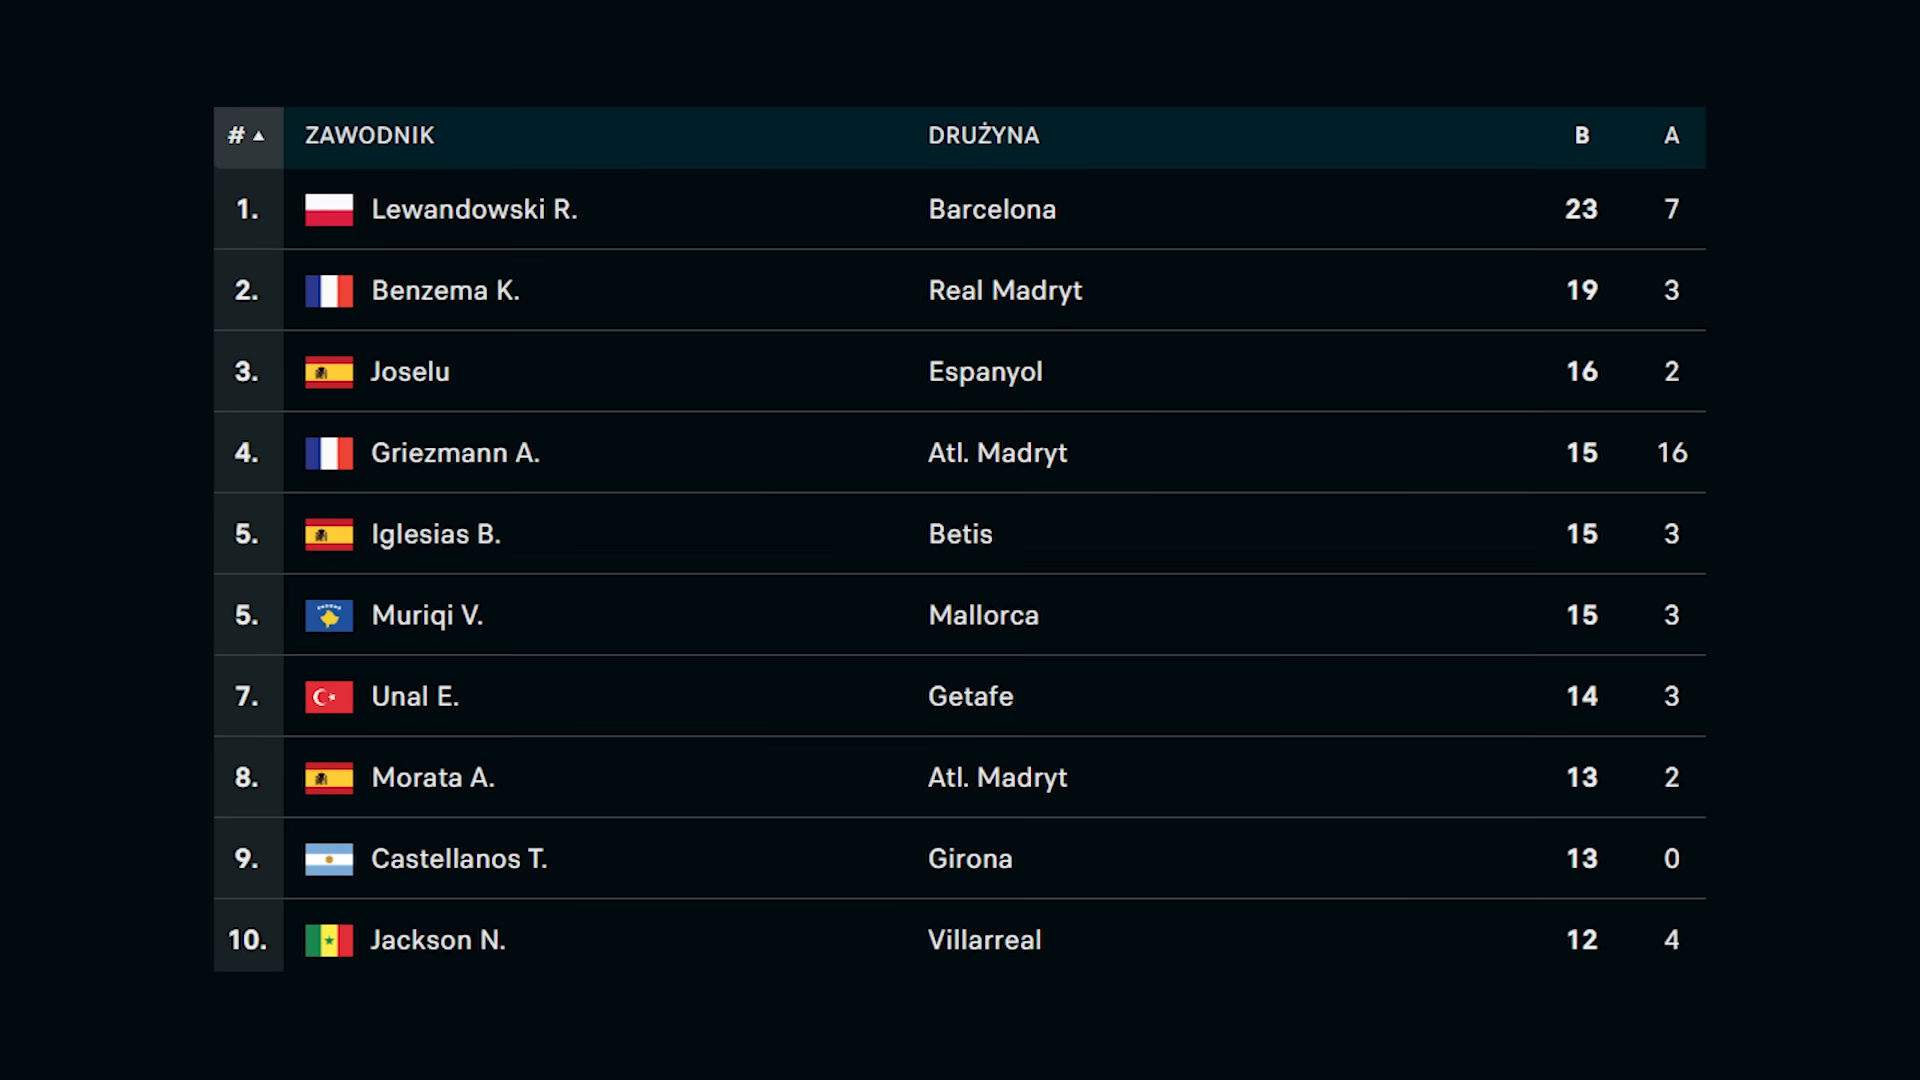 # ▲ ZAWODNIK DRUŻYNA B A
1. Lewandowski R. Barcelona 23 7
2. Benzema K. Real Madryt 19 3
3. Joselu Espanyol 16 2
4. Griezmann A. Atl. Madryt 15 16
5. Iglesias B. Betis 15 3
5. Muriqi V. Mallorca 15 3
7. Unal E. Getafe 14 3
8. Morata A. Atl. Madryt 13 2
9. Castellanos T. Girona 13 0
10. Jackson N. Villarreal 12 4